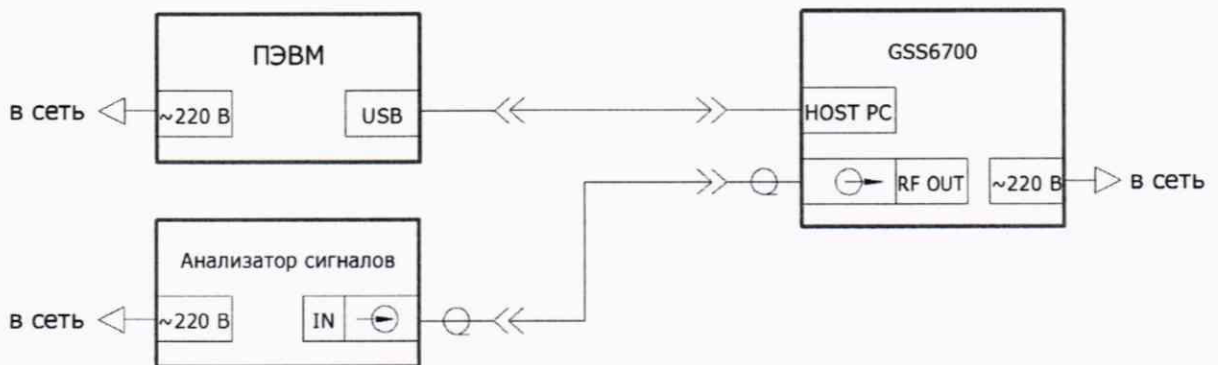 ПЭВМ
в сеть
~220 В
USB
GSS6700
HOST PC
RF OUT
~220 В
в сеть
Анализатор сигналов
в сеть
~220 В
IN